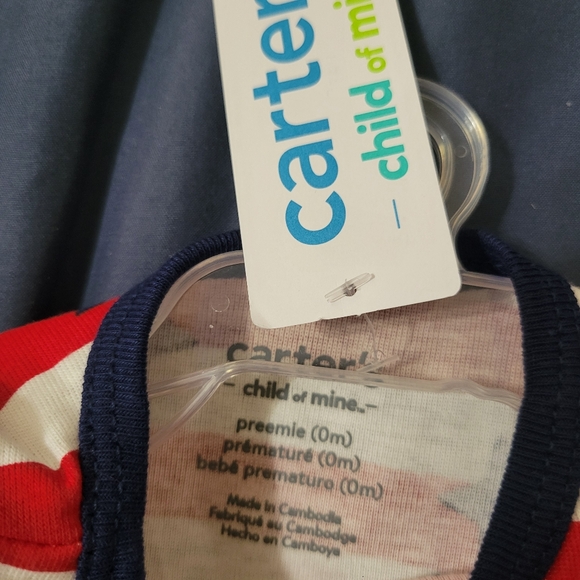 carter
– child of mi
carter's
– child of mine™ –
preemie (0m)
prématuré (0m)
bebé prematuro (0m)
Made in Cambodia
Fabriqué au Cambodge
Hecho en Camboya